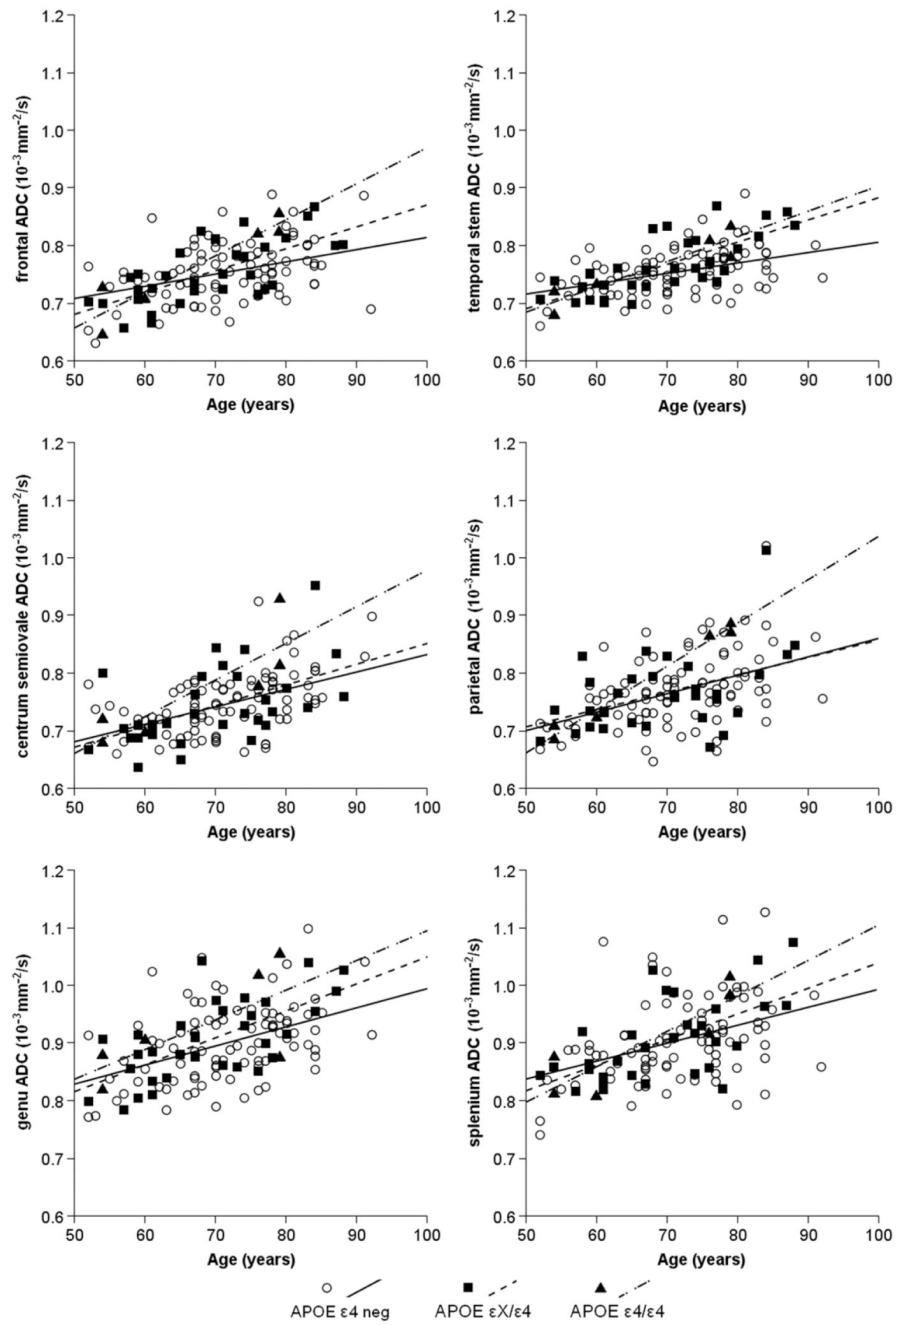 1.2
1.1
1.0
0.9
0.8
0.7
0.6
frontal ADC (10⁻³mm⁻²/s)
50 60 70 80 90 100
Age (years)
1.2
1.1
1.0
0.9
0.8
0.7
0.6
temporal stem ADC (10⁻³mm⁻²/s)
50 60 70 80 90 100
Age (years)
1.2
1.1
1.0
0.9
0.8
0.7
0.6
centrum semiovale ADC (10⁻³mm⁻²/s)
50 60 70 80 90 100
Age (years)
1.2
1.1
1.0
0.9
0.8
0.7
0.6
parietal ADC (10⁻³mm⁻²/s)
50 60 70 80 90 100
Age (years)
1.2
1.1
1.0
0.9
0.8
0.7
0.6
genu ADC (10⁻³mm⁻²/s)
50 60 70 80 90 100
Age (years)
1.2
1.1
1.0
0.9
0.8
0.7
0.6
splenium ADC (10⁻³mm⁻²/s)
50 60 70 80 90 100
Age (years)
APOE ε4 neg APOE εX/ε4 APOE ε4/ε4